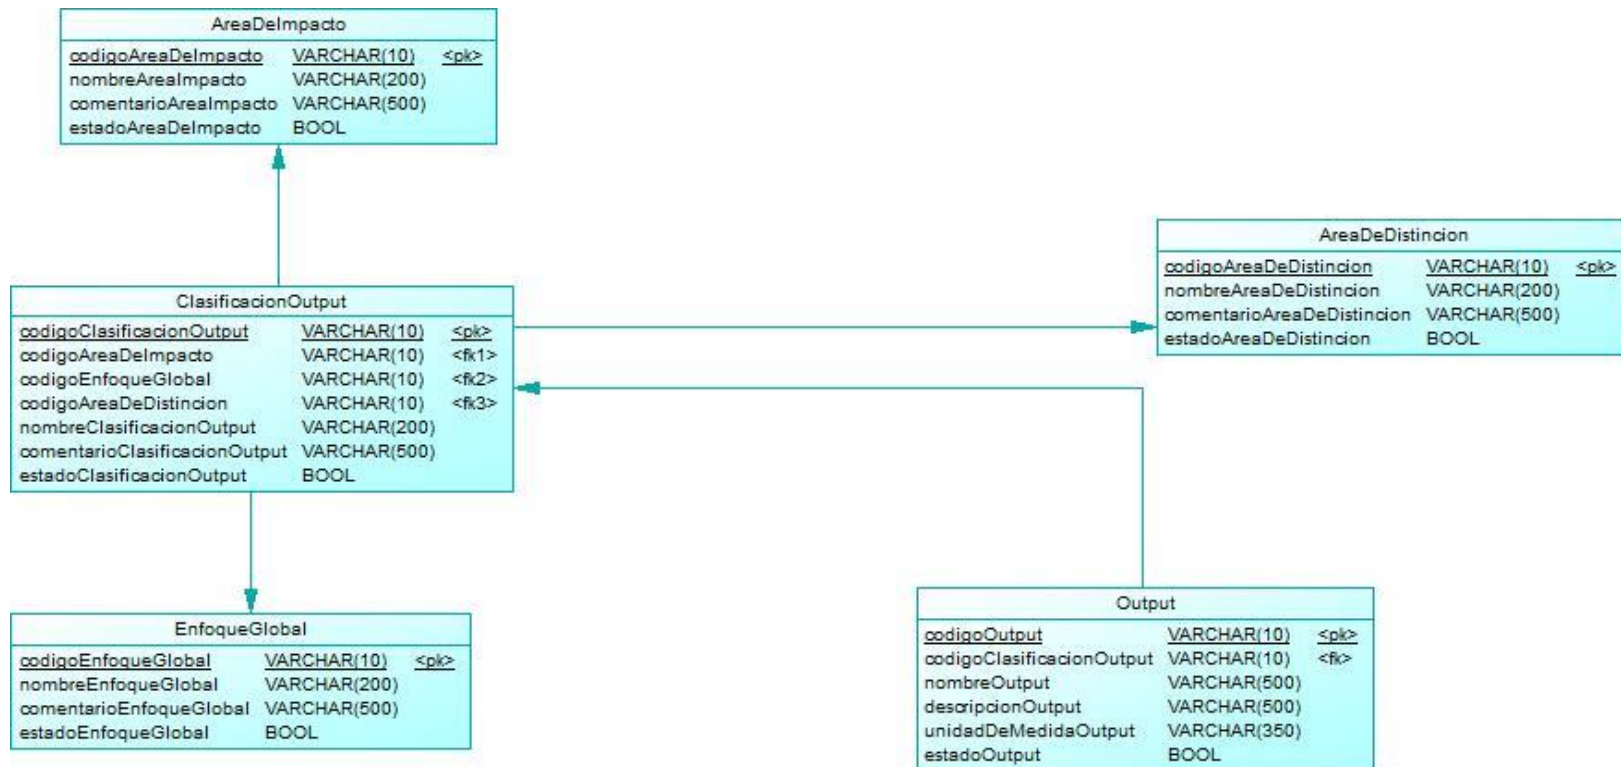 AreaDeImpacto
codigoAreaDeImpacto VARCHAR(10) <pk>
nombreAreaImpacto VARCHAR(200)
comentarioAreaImpacto VARCHAR(500)
estadoAreaDeImpacto BOOL
AreaDeDistincion
codigoAreaDeDistincion VARCHAR(10) <pk>
nombreAreaDeDistincion VARCHAR(200)
comentarioAreaDeDistincion VARCHAR(500)
estadoAreaDeDistincion BOOL
ClasificacionOutput
codigoClasificacionOutput VARCHAR(10) <pk>
codigoAreaDeImpacto VARCHAR(10) <fk1>
codigoEnfoqueGlobal VARCHAR(10) <fk2>
codigoAreaDeDistincion VARCHAR(10) <fk3>
nombreClasificacionOutput VARCHAR(200)
comentarioClasificacionOutput VARCHAR(500)
estadoClasificacionOutput BOOL
EnfoqueGlobal
codigoEnfoqueGlobal VARCHAR(10) <pk>
nombreEnfoqueGlobal VARCHAR(200)
comentarioEnfoqueGlobal VARCHAR(500)
estadoEnfoqueGlobal BOOL
Output
codigoOutput VARCHAR(10) <pk>
codigoClasificacionOutput VARCHAR(10) <fk>
nombreOutput VARCHAR(500)
descripcionOutput VARCHAR(500)
unidadDeMedidaOutput VARCHAR(350)
estadoOutput BOOL